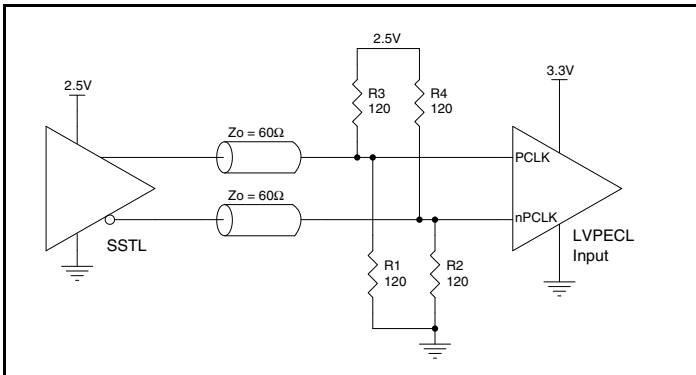 2.5V
2.5V
3.3V
R3
120
R4
120
Zo = 60Ω
PCLK
Zo = 60Ω
nPCLK
SSTL
LVPECL
Input
R1
120
R2
120